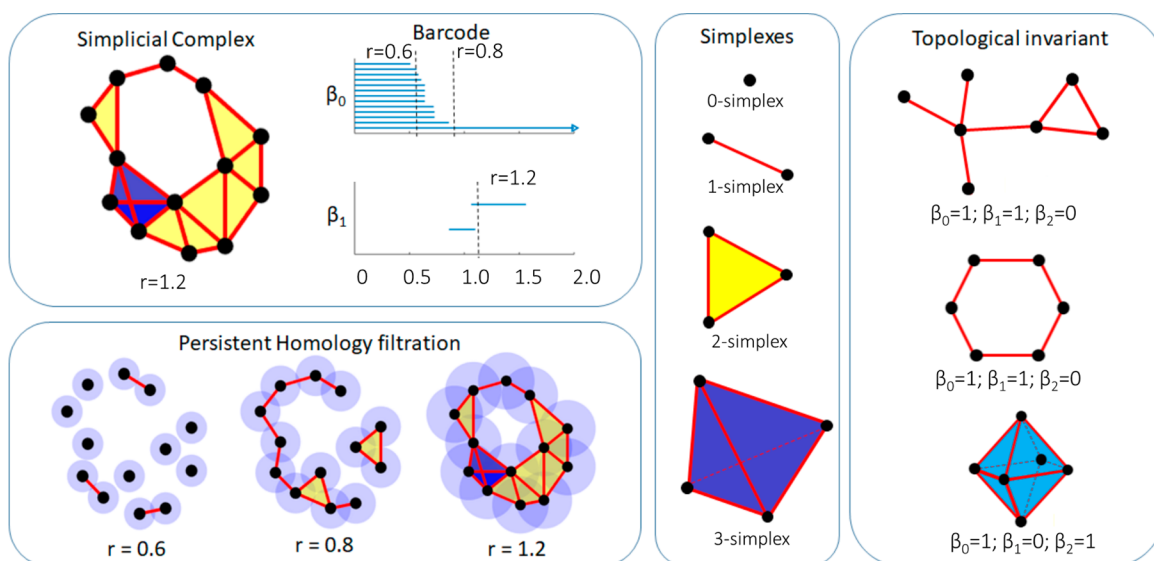 Simplicial Complex
r=1.2
Barcode
r=0.6
r=0.8
β0
r=1.2
β1
0 0.5 1.0 1.5 2.0
Persistent Homology filtration
r = 0.6
r = 0.8
r = 1.2
Simplexes
0-simplex
1-simplex
2-simplex
3-simplex
Topological invariant
β0=1; β1=1; β2=0
β0=1; β1=1; β2=0
β0=1; β1=0; β2=1